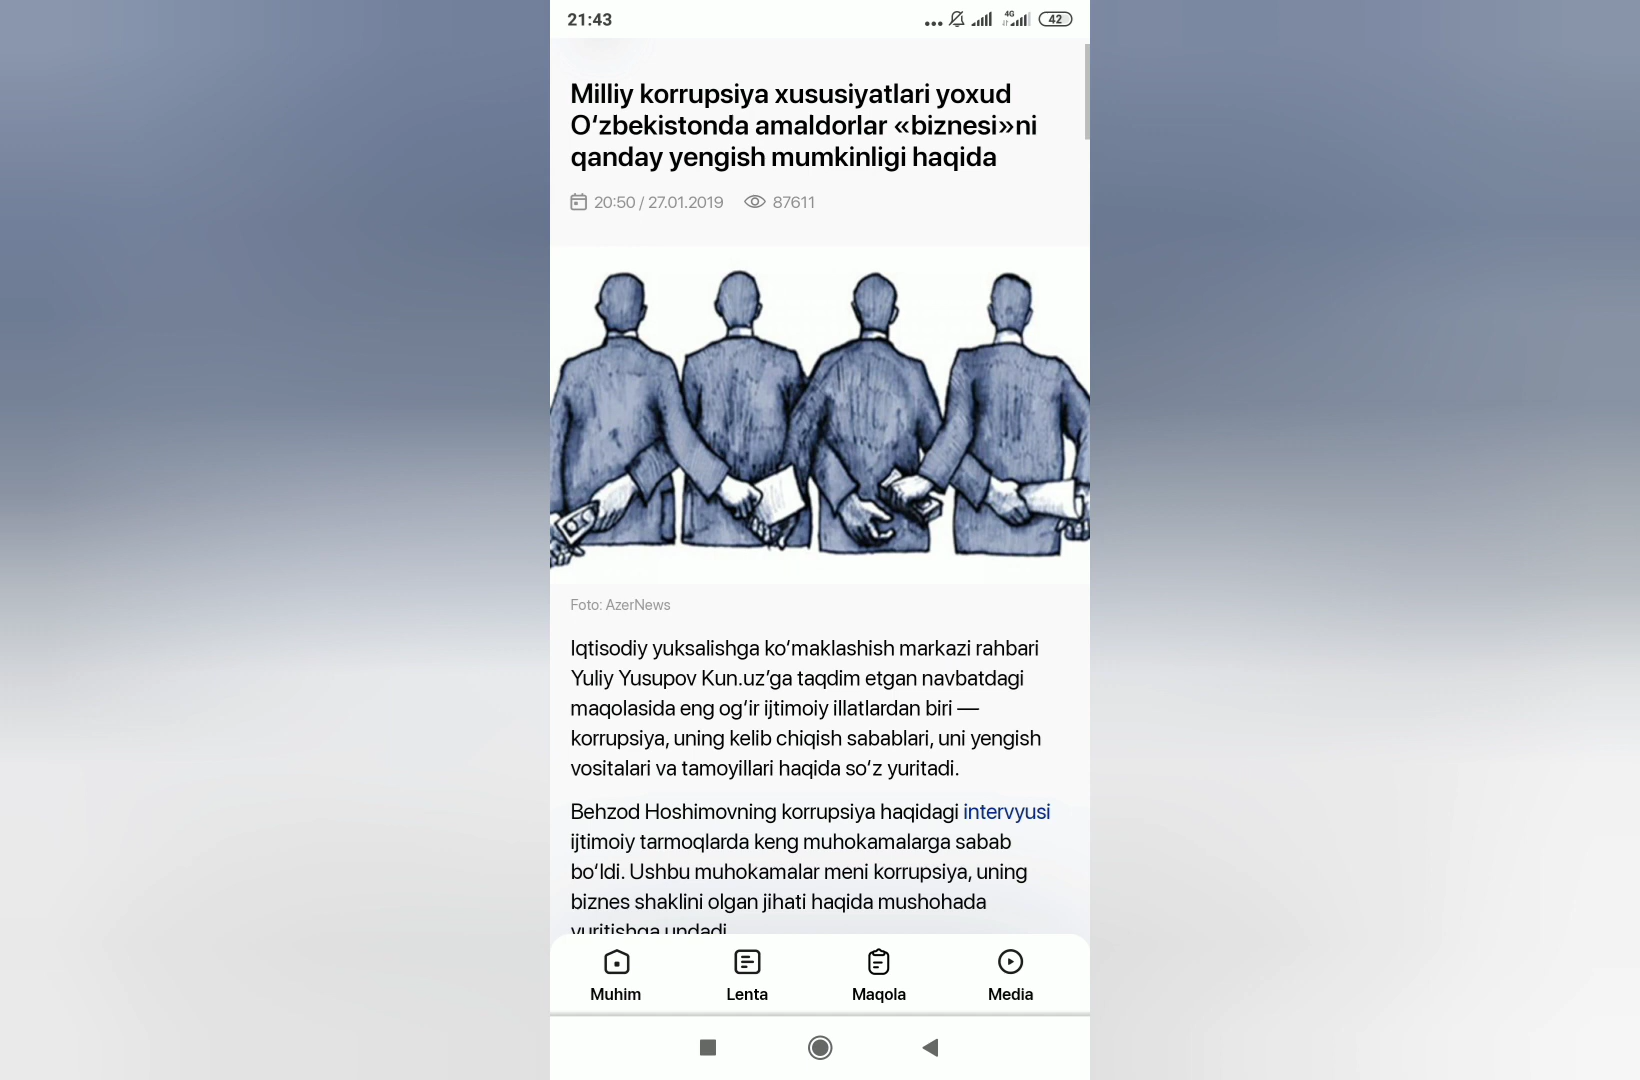 21:43
4G
42
Milliy korrupsiya xususiyatlari yoxud
O‘zbekistonda amaldorlar «biznesi»ni
qanday yengish mumkinligi haqida
20:50 / 27.01.2019 87611
Foto: AzerNews
Iqtisodiy yuksalishga ko‘maklashish markazi rahbari
Yuliy Yusupov Kun.uz’ga taqdim etgan navbatdagi
maqolasida eng og‘ir ijtimoiy illatlardan biri —
korrupsiya, uning kelib chiqish sabablari, uni yengish
vositalari va tamoyillari haqida so‘z yuritadi.
Behzod Hoshimovning korrupsiya haqidagi intervyusi
ijtimoiy tarmoqlarda keng muhokamalarga sabab
bo‘ldi. Ushbu muhokamalar meni korrupsiya, uning
biznes shaklini olgan jihati haqida mushohada
yuritishga undadi.
Muhim Lenta Maqola Media